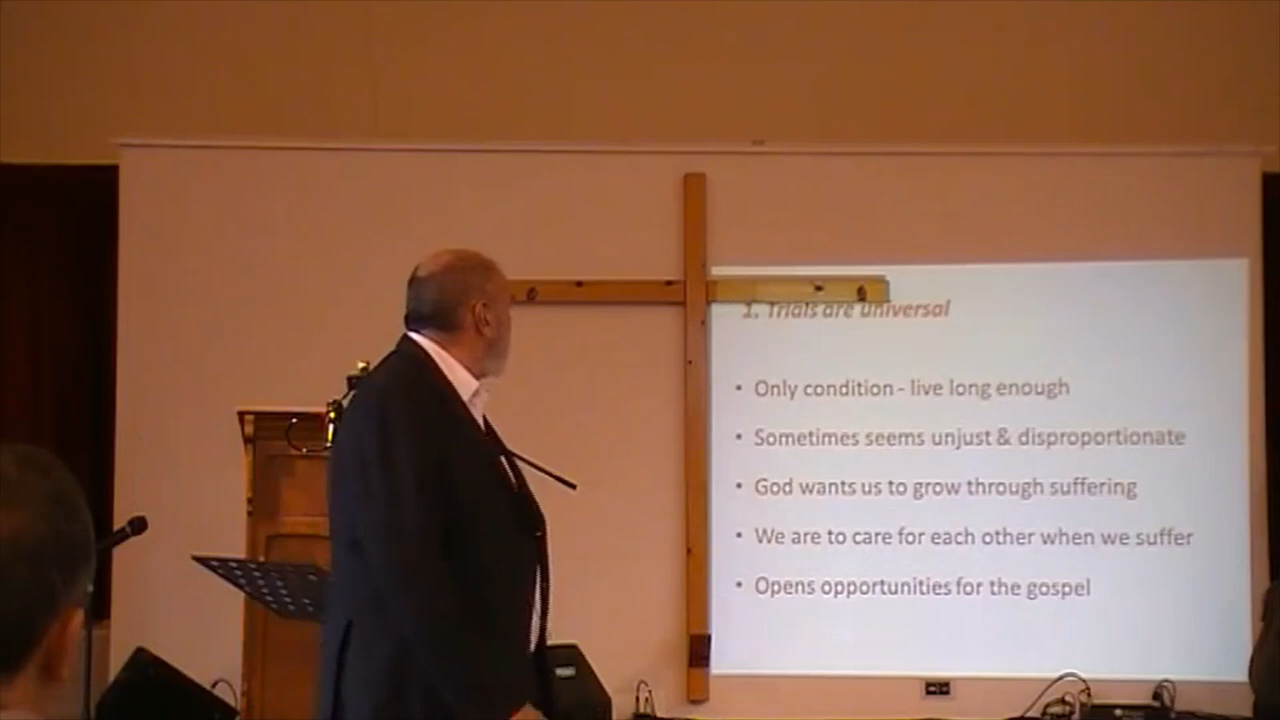 1. Trials are universal
• Only condition - live long enough
• Sometimes seems unjust & disproportionate
• God wants us to grow through suffering
• We are to care for each other when we suffer
• Opens opportunities for the gospel